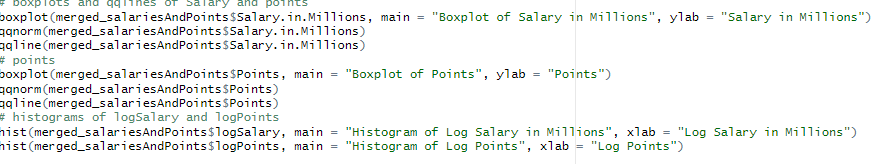 # boxplots and qqlines of Salary and points
boxplot(merged_salariesAndPoints$Salary.in.Millions, main = "Boxplot of Salary in Millions", ylab = "Salary in Millions")
qqnorm(merged_salariesAndPoints$Salary.in.Millions)
qqline(merged_salariesAndPoints$Salary.in.Millions)
# points
boxplot(merged_salariesAndPoints$Points, main = "Boxplot of Points", ylab = "Points")
qqnorm(merged_salariesAndPoints$Points)
qqline(merged_salariesAndPoints$Points)
# histograms of logSalary and logPoints
hist(merged_salariesAndPoints$logSalary, main = "Histogram of Log Salary in Millions", xlab = "Log Salary in Millions")
hist(merged_salariesAndPoints$logPoints, main = "Histogram of Log Points", xlab = "Log Points")